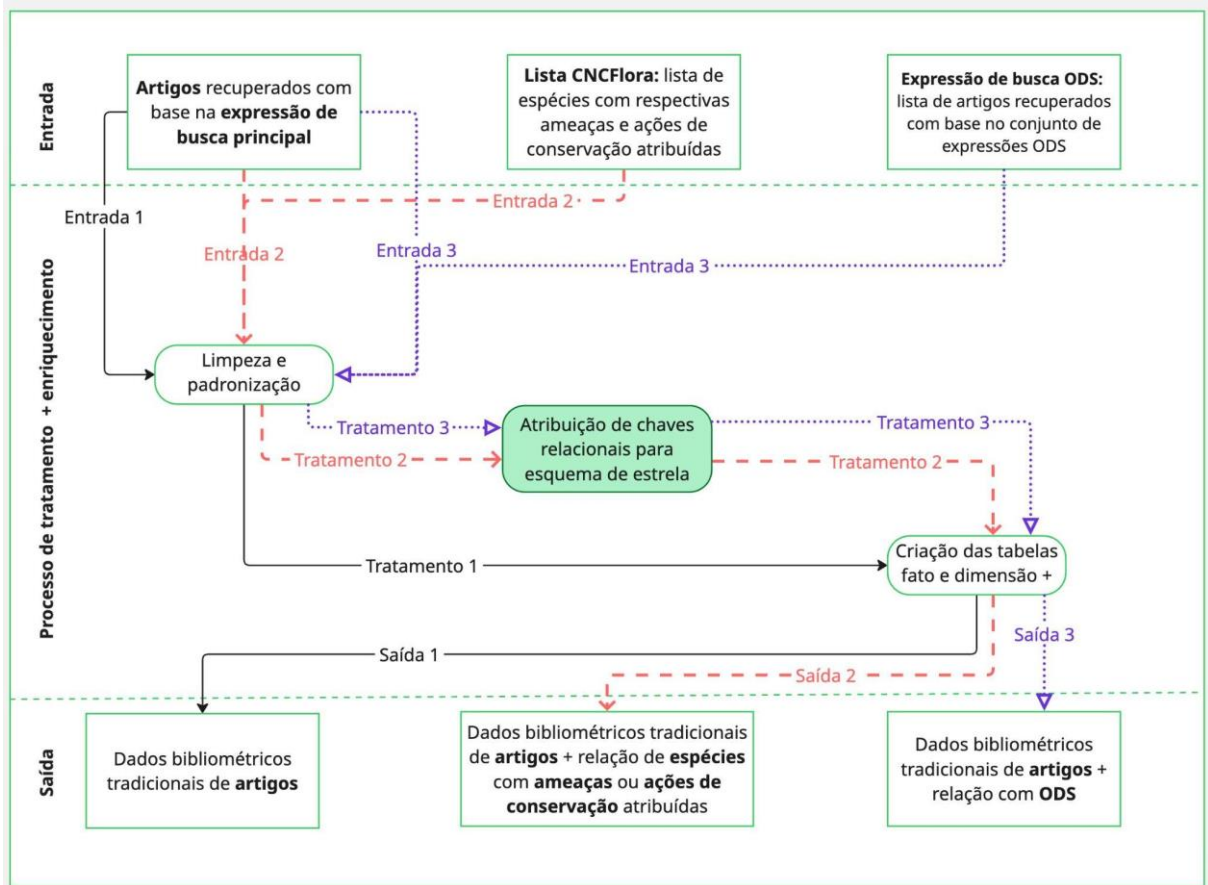 Entrada
Artigos recuperados com
base na expressão de
busca principal
Lista CNCFlora: lista de
espécies com respectivas
ameaças e ações de
conservação atribuídas
Expressão de busca ODS:
lista de artigos recuperados
com base no conjunto de
expressões ODS
Entrada 2
Entrada 1
Entrada 2
Entrada 3
Entrada 3
Processo de tratamento + enriquecimento
Limpeza e
padronização
Tratamento 3
Tratamento 2
Atribuição de chaves
relacionais para
esquema de estrela
Tratamento 3
Tratamento 2
Tratamento 1
Criação das tabelas
fato e dimensão +
Saída 3
Saída 1
Saída 2
Saída
Dados bibliométricos
tradicionais de artigos
Dados bibliométricos tradicionais
de artigos + relação de espécies
com ameaças ou ações de
conservação atribuídas
Dados bibliométricos
tradicionais de artigos +
relação com ODS